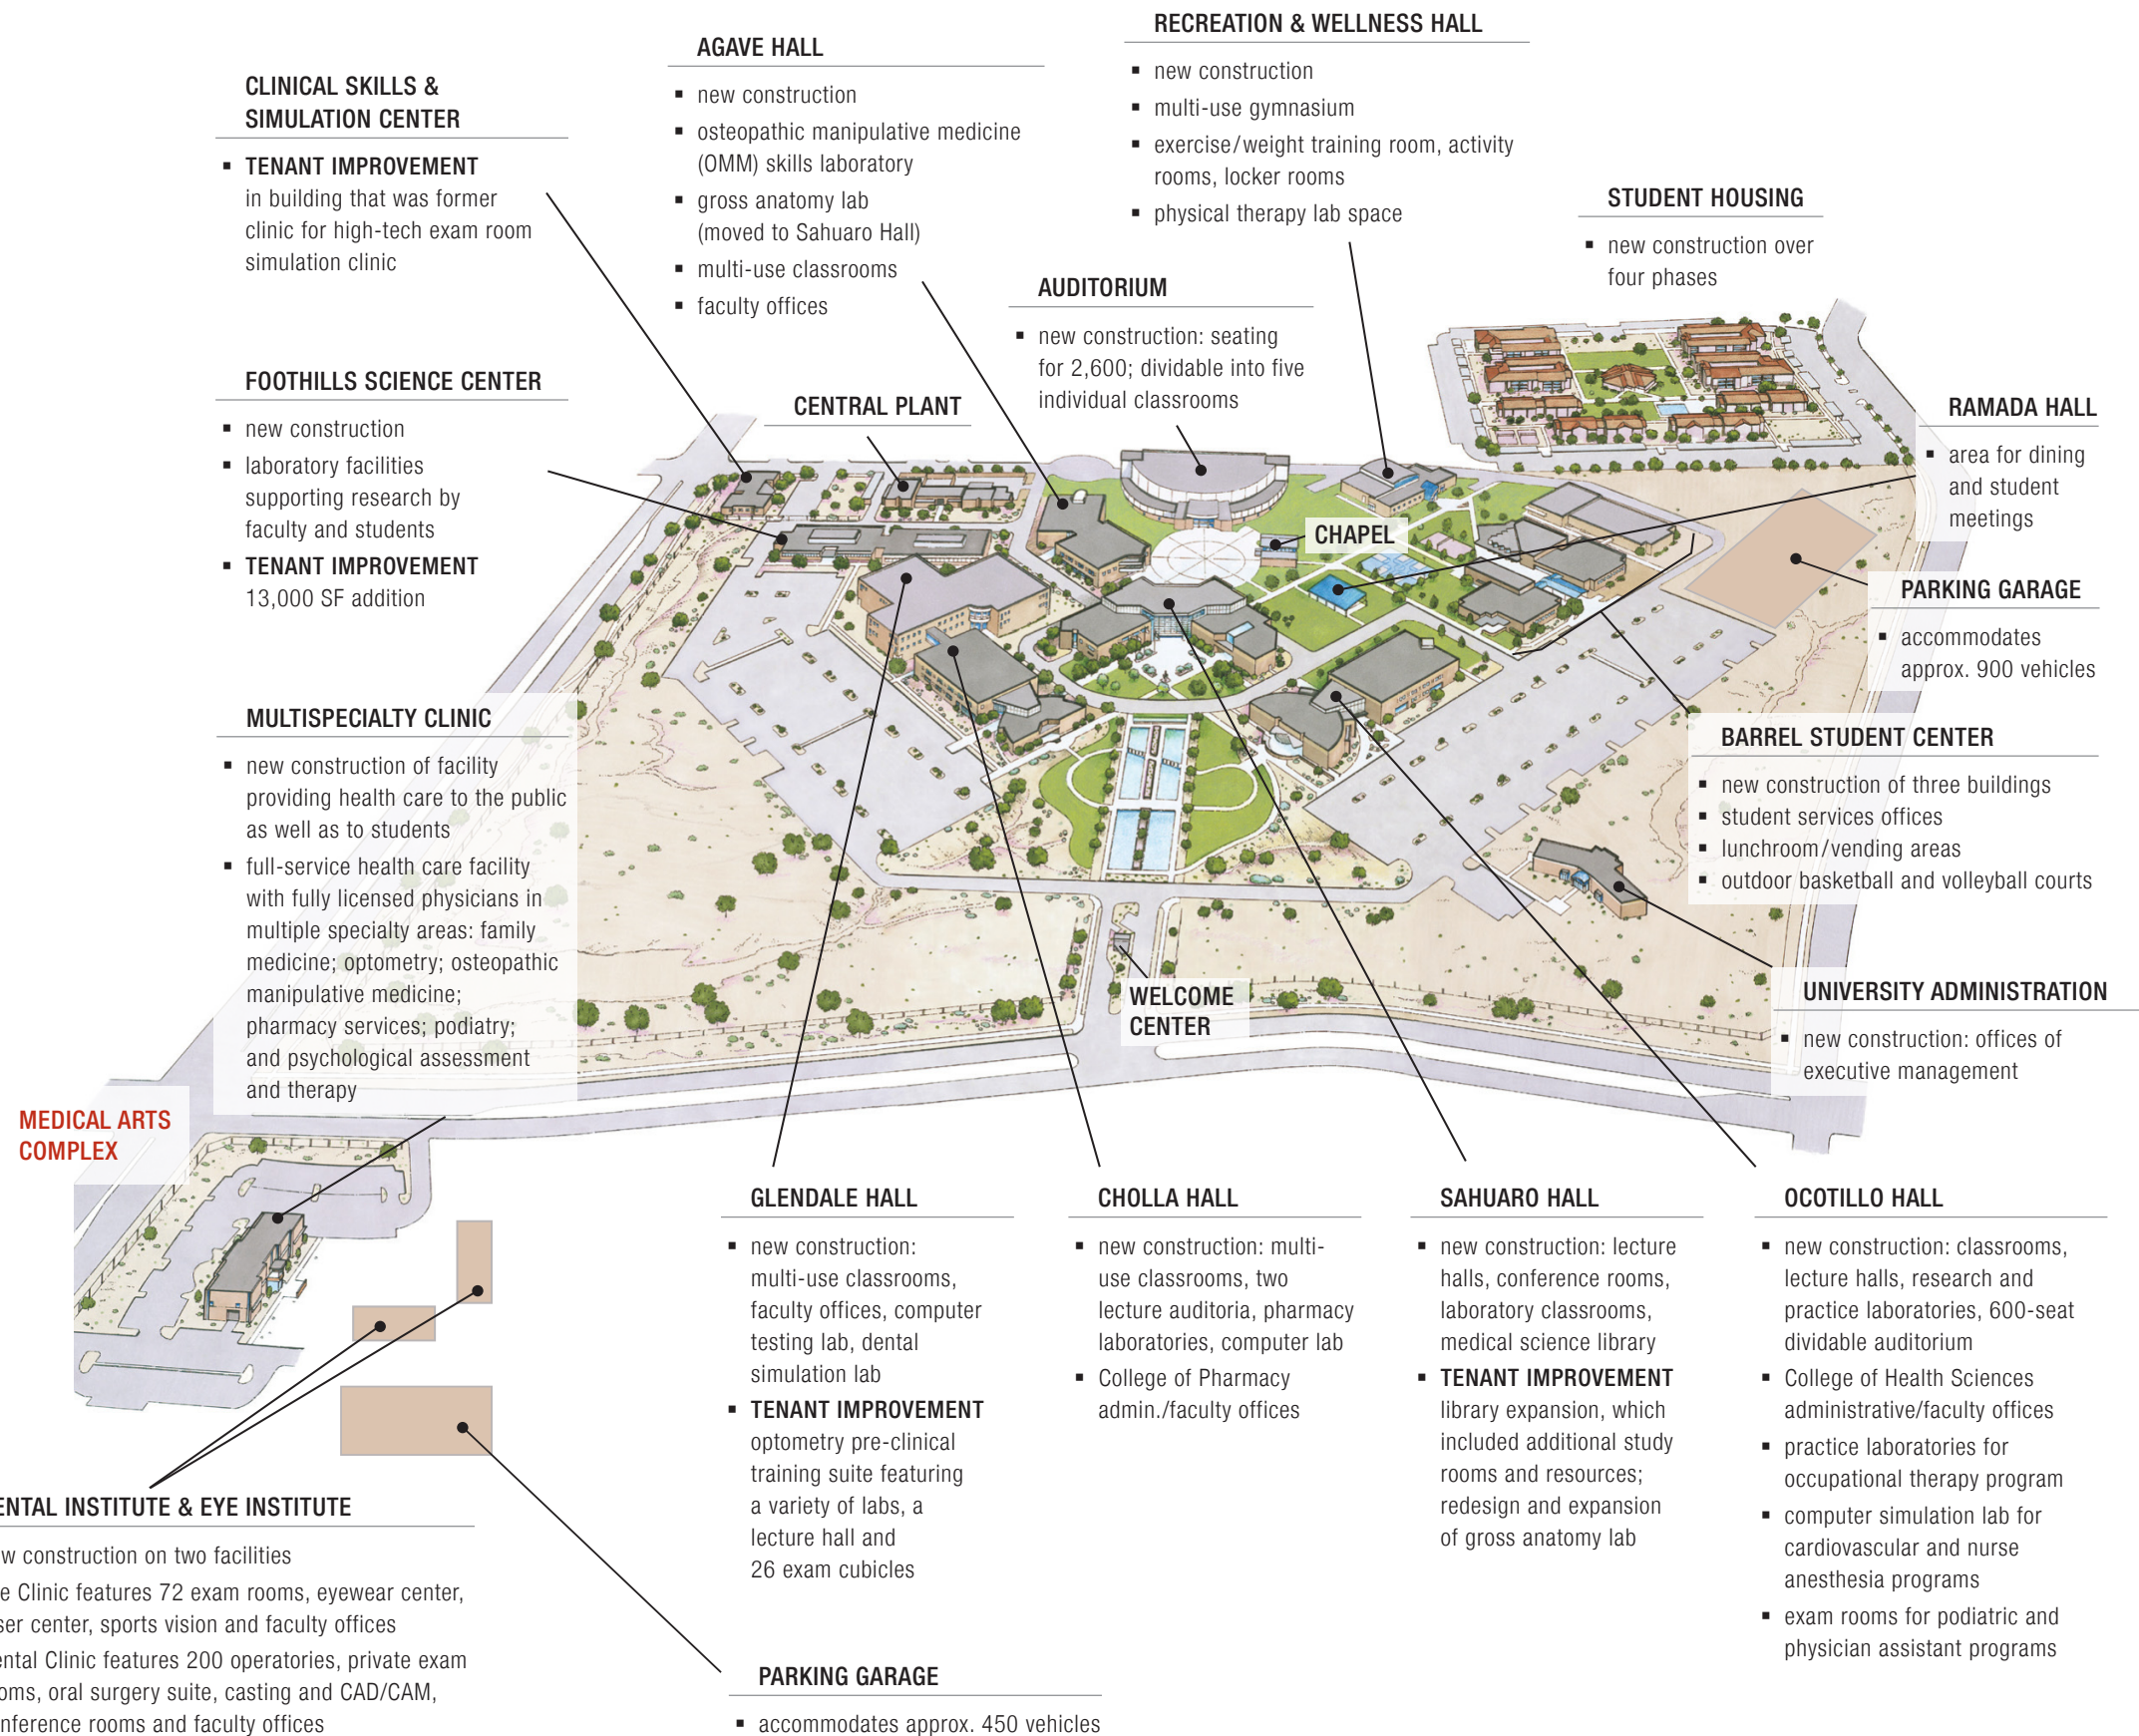 RECREATION & WELLNESS HALL
▪ new construction
▪ multi-use gymnasium
▪ exercise/weight training room, activity
rooms, locker rooms
▪ physical therapy lab space
AGAVE HALL
▪ new construction
▪ osteopathic manipulative medicine
(OMM) skills laboratory
▪ gross anatomy lab
(moved to Sahuaro Hall)
▪ multi-use classrooms
▪ faculty offices
CLINICAL SKILLS &
SIMULATION CENTER
▪ TENANT IMPROVEMENT
in building that was former
clinic for high-tech exam room
simulation clinic
STUDENT HOUSING
▪ new construction over
four phases
AUDITORIUM
▪ new construction: seating
for 2,600; dividable into five
individual classrooms
FOOTHILLS SCIENCE CENTER
▪ new construction
▪ laboratory facilities
supporting research by
faculty and students
▪ TENANT IMPROVEMENT
13,000 SF addition
CENTRAL PLANT
RAMADA HALL
▪ area for dining
and student
meetings
CHAPEL
PARKING GARAGE
▪ accommodates
approx. 900 vehicles
MULTISPECIALTY CLINIC
▪ new construction of facility
providing health care to the public
as well as to students
▪ full-service health care facility
with fully licensed physicians in
multiple specialty areas: family
medicine; optometry; osteopathic
manipulative medicine;
pharmacy services; podiatry;
and psychological assessment
and therapy
BARREL STUDENT CENTER
▪ new construction of three buildings
▪ student services offices
▪ lunchroom/vending areas
▪ outdoor basketball and volleyball courts
WELCOME
CENTER
UNIVERSITY ADMINISTRATION
▪ new construction: offices of
executive management
MEDICAL ARTS
COMPLEX
GLENDALE HALL
▪ new construction:
multi-use classrooms,
faculty offices, computer
testing lab, dental
simulation lab
▪ TENANT IMPROVEMENT
optometry pre-clinical
training suite featuring
a variety of labs, a
lecture hall and
26 exam cubicles
CHOLLA HALL
▪ new construction: multi-
use classrooms, two
lecture auditoria, pharmacy
laboratories, computer lab
▪ College of Pharmacy
admin./faculty offices
SAHUARO HALL
▪ new construction: lecture
halls, conference rooms,
laboratory classrooms,
medical science library
▪ TENANT IMPROVEMENT
library expansion, which
included additional study
rooms and resources;
redesign and expansion
of gross anatomy lab
OCOTILLO HALL
▪ new construction: classrooms,
lecture halls, research and
practice laboratories, 600-seat
dividable auditorium
▪ College of Health Sciences
administrative/faculty offices
▪ practice laboratories for
occupational therapy program
▪ computer simulation lab for
cardiovascular and nurse
anesthesia programs
▪ exam rooms for podiatric and
physician assistant programs
ENTAL INSTITUTE & EYE INSTITUTE
w construction on two facilities
e Clinic features 72 exam rooms, eyewear center,
ser center, sports vision and faculty offices
ental Clinic features 200 operatories, private exam
oms, oral surgery suite, casting and CAD/CAM,
nference rooms and faculty offices
PARKING GARAGE
▪ accommodates approx. 450 vehicles